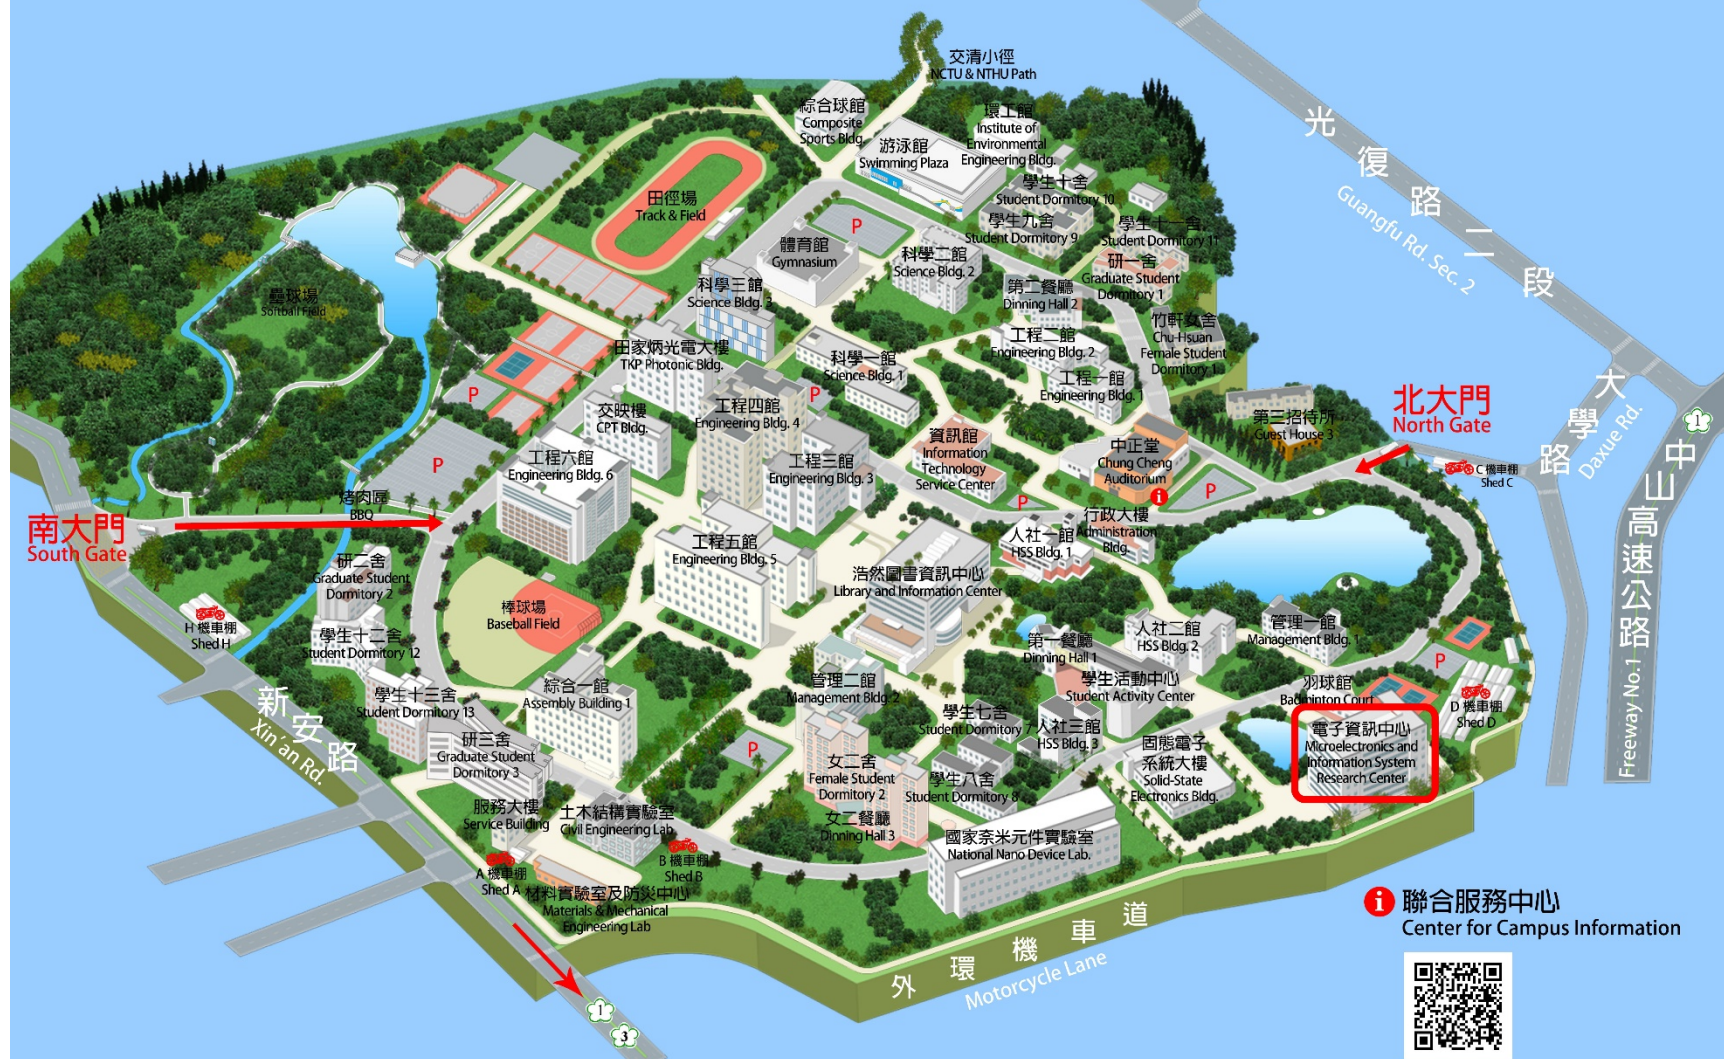 交清小徑
NCTU & NTHU Path
綜合球館
Composite
Sports Bldg.
環工館
Institute of
Environmental
Engineering Bldg.
游泳館
Swimming Plaza
光復路二段
Guangfu Rd. Sec. 2
田徑場
Track & Field
學生十舍
Student Dormitory 10
學生九舍
Student Dormitory 9
學生十一舍
Student Dormitory 11
P
體育館
Gymnasium
科學二館
Science Bldg. 2
研一舍
Graduate Student
Dormitory 1
科學三館
Science Bldg. 3
第二餐廳
Dinning Hall 2
壘球場
Softball Field
竹軒女舍
Chu-Hsuan
Female Student
Dormitory 1
田家炳光電大樓
TKP Photonic Bldg.
科學一館
Science Bldg. 1
工程二館
Engineering Bldg. 2
工程一館
Engineering Bldg. 1
P
P
大學路
Daxue Rd.
北大門
North Gate
交映樓
CPT Bldg.
工程四館
Engineering Bldg. 4
第三招待所
Guest House 3
1
中山高速公路
Freeway No.1
資訊館
Information
Technology
Service Center
中正堂
Chung Cheng
Auditorium
i
P
C 機車棚
Shed C
P
工程六館
Engineering Bldg. 6
工程三館
Engineering Bldg. 3
P
烤肉區
BBQ
南大門
South Gate
行政大樓
Administration
Bldg.
人社一館
HSS Bldg. 1
工程五館
Engineering Bldg. 5
研二舍
Graduate Student
Dormitory 2
浩然圖書資訊中心
Library and Information Center
棒球場
Baseball Field
H 機車棚
Shed H
學生十二舍
Student Dormitory 12
第一餐廳
Dinning Hall 1
人社二館
HSS Bldg. 2
管理一館
Management Bldg. 1
P
新安路
Xin'an Rd.
學生十三舍
Student Dormitory 13
綜合一館
Assembly Building 1
管理二館
Management Bldg. 2
學生活動中心
Student Activity Center
羽球館
Badminton Court
D 機車棚
Shed D
學生七舍
Student Dormitory 7
人社三館
HSS Bldg. 3
電子資訊中心
Microelectronics and
Information System
Research Center
研三舍
Graduate Student
Dormitory 3
P
女二舍
Female Student
Dormitory 2
學生八舍
Student Dormitory 8
固態電子
系統大樓
Solid-State
Electronics Bldg.
服務大樓
Service Building
土木結構實驗室
Civil Engineering Lab
女二餐廳
Dinning Hall 3
國家奈米元件實驗室
National Nano Device Lab.
A 機車棚
Shed A
B 機車棚
Shed B
材料實驗室及防災中心
Materials & Mechanical
Engineering Lab
外環機車道
Motorcycle Lane
i 聯合服務中心
Center for Campus Information
1
3